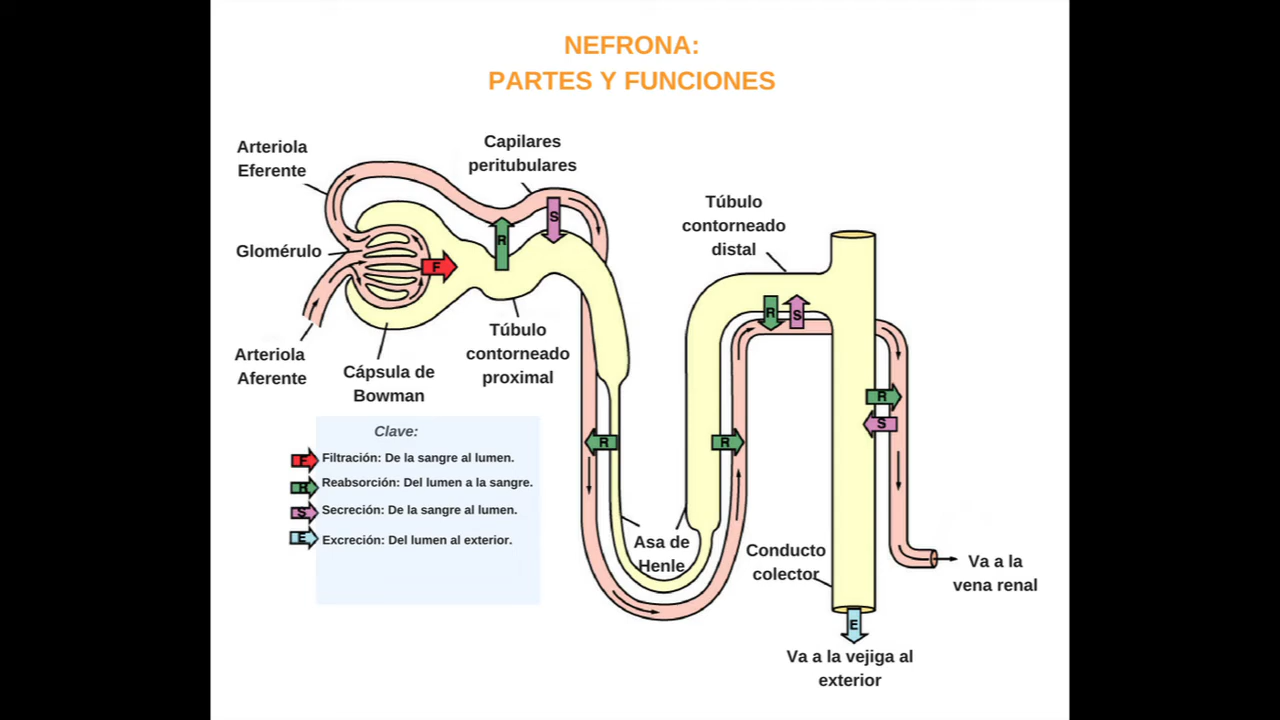 NEFRONA:
PARTES Y FUNCIONES
Arteriola
Eferente
Capilares
peritubulares
Túbulo
contorneado
distal
Glomérulo
F
R
S
R
S
Túbulo
contorneado
proximal
Arteriola
Aferente
Cápsula de
Bowman
R
S
R
R
Clave:
F Filtración: De la sangre al lumen.
R Reabsorción: Del lumen a la sangre.
S Secreción: De la sangre al lumen.
E Excreción: Del lumen al exterior.
Asa de
Henle
Conducto
colector
Va a la
vena renal
E
Va a la vejiga al
exterior